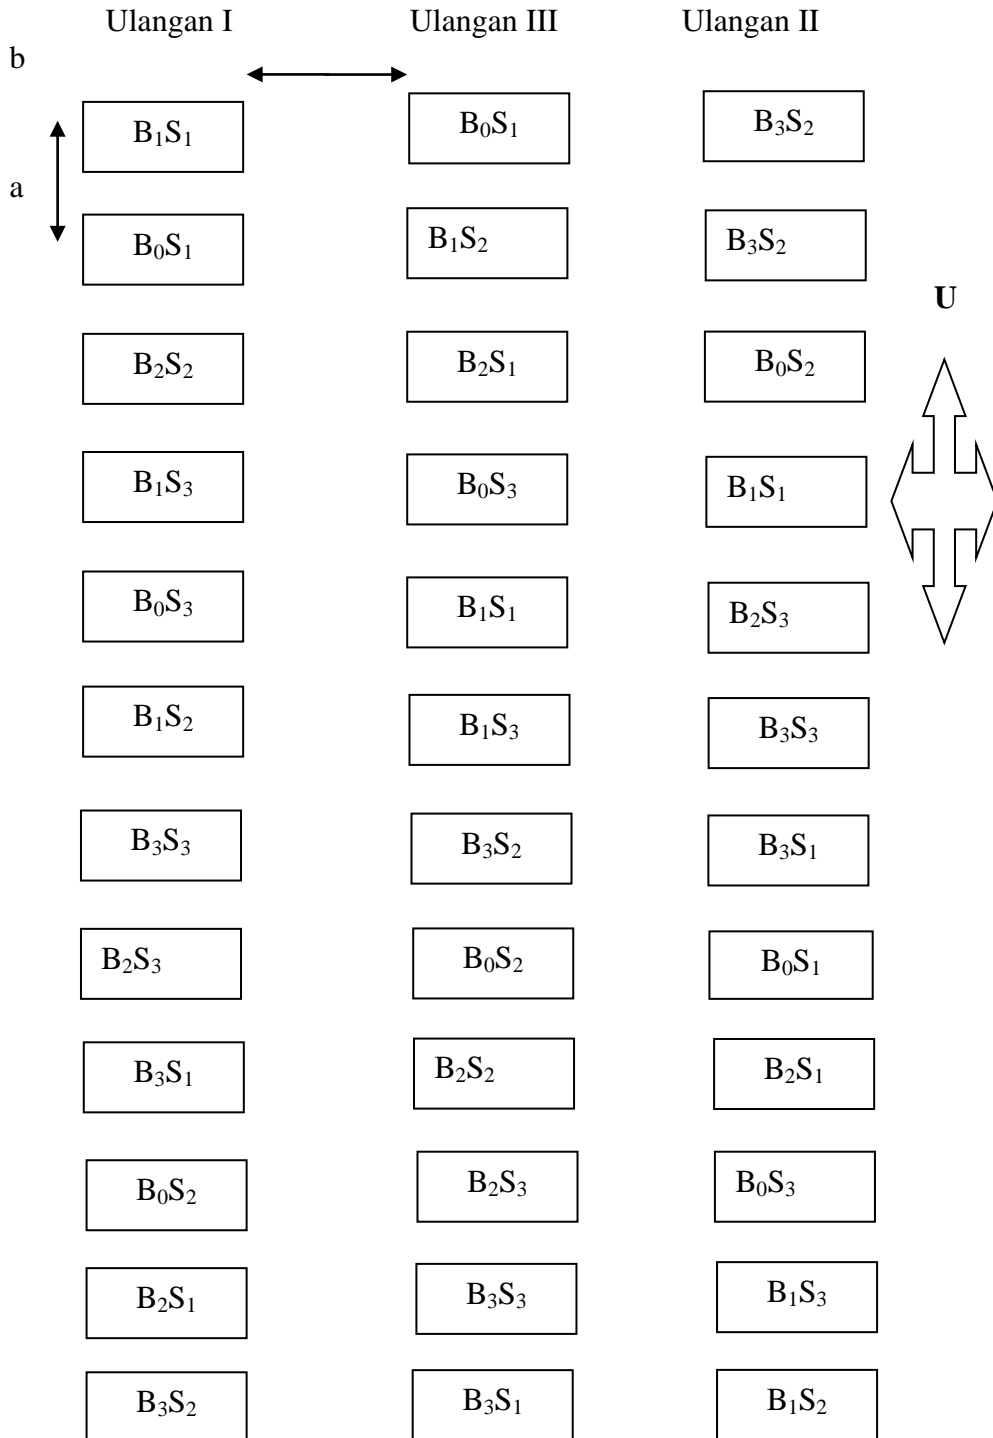 Ulangan I Ulangan III Ulangan II
b
B₁S₁ B₀S₁ B₃S₂
a
B₀S₁ B₁S₂ B₃S₂
U
B₂S₂ B₂S₁ B₀S₂
B₁S₃ B₀S₃ B₁S₁
B₀S₃ B₁S₁ B₂S₃
B₁S₂ B₁S₃ B₃S₃
B₃S₃ B₃S₂ B₃S₁
B₂S₃ B₀S₂ B₀S₁
B₃S₁ B₂S₂ B₂S₁
B₀S₂ B₂S₃ B₀S₃
B₂S₁ B₃S₃ B₁S₃
B₃S₂ B₃S₁ B₁S₂